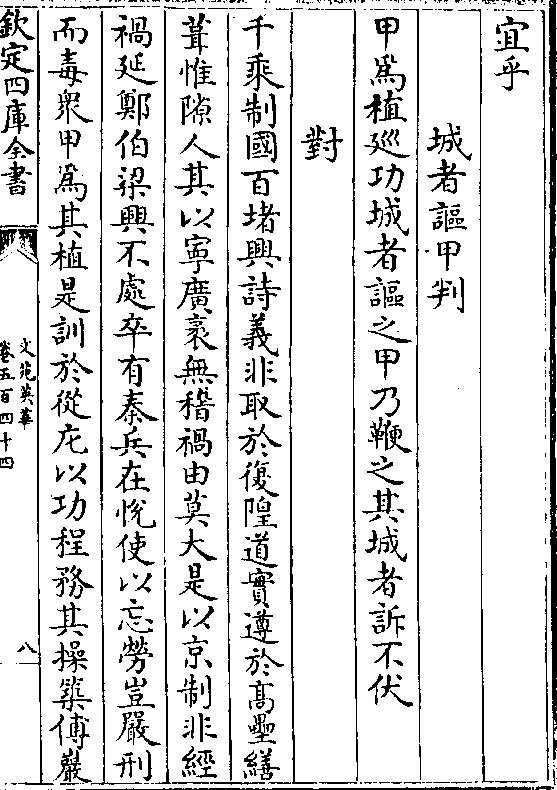 宜乎
城者謳甲判
甲為植廵功城者謳之甲乃鞭之其城者訴不伏
對
千乘制國百堵興詩義非取於復隍道實遵於高壘繕
葺惟隙人其以寧廣袤無稽禍由莫大是以京制非經
禍延鄭伯梁興不處卒有秦兵在恱使以忘勞豈嚴刑
而毒衆甲為其植是訓於從庀以功程務其操築傅巖
欽定四庫全書
文苑英華
卷五百四十四
八